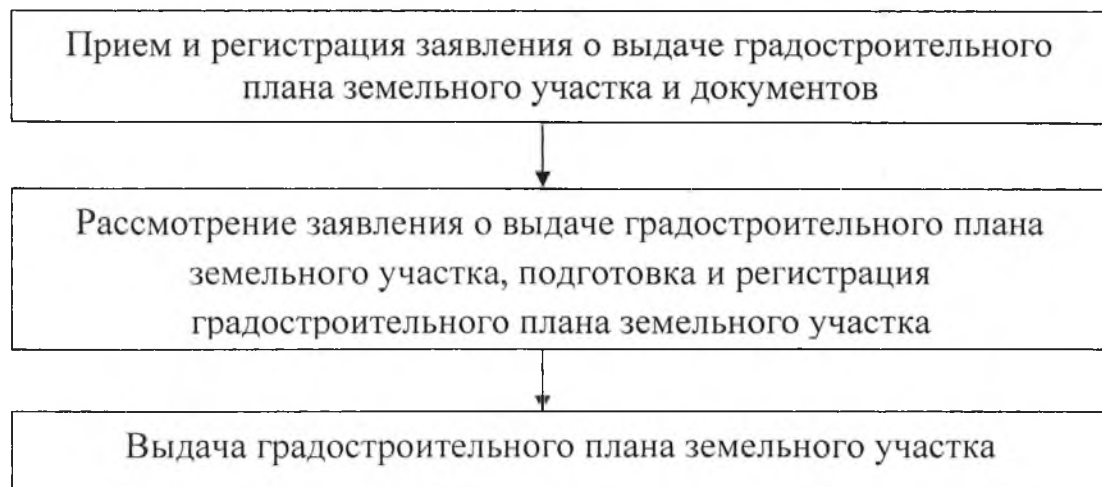 Прием и регистрация заявления о выдаче градостроительного
плана земельного участка и документов
Рассмотрение заявления о выдаче градостроительного плана
земельного участка, подготовка и регистрация
градостроительного плана земельного участка
Выдача градостроительного плана земельного участка